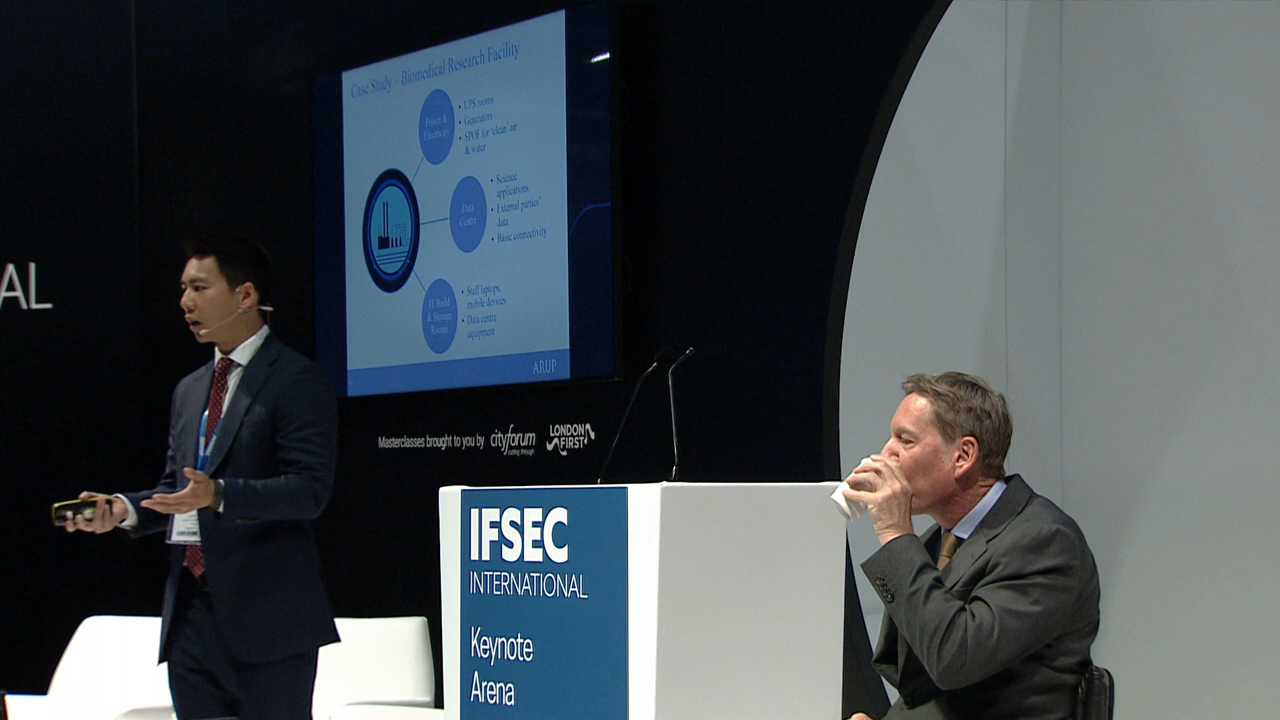 AL
Case Study – Biomedical Research Facility
Power &
Electricity
• UPS rooms
• Generators
• SPOF for 'clean' air
& water
Data
Centre
• Science
applications
• External parties'
data
• Basic connectivity
IT Build
& Storage
Rooms
• Staff laptops,
mobile devices
• Data centre
equipment
ARUP
Masterclasses brought to you by
cityforum
cutting through
LONDON
FIRST
IFSEC
INTERNATIONAL
Keynote
Arena